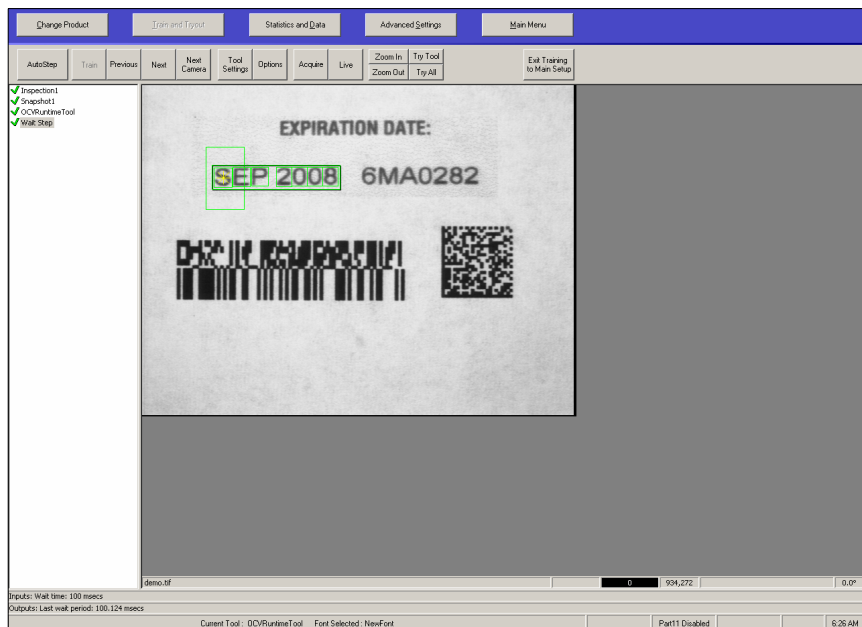 Change Product Train and Tryout Statistics and Data Advanced Settings Main Menu
AutoStep Train Previous Next Next Camera Tool Settings Options Acquire Live Zoom In Try Tool Zoom Out Try All Exit Training to Main Setup
Inspection1
Snapshot1
OCVRuntimeTool
Wait Step
EXPIRATION DATE:
SEP 2008 6MA0282
demo.tif 0 934,272 0.0°
Inputs: Wait time: 100 msecs
Outputs: Last wait period: 100.124 msecs
Current Tool : OCVRuntimeTool Font Selected : NewFont Part11 Disabled 6:26 AM